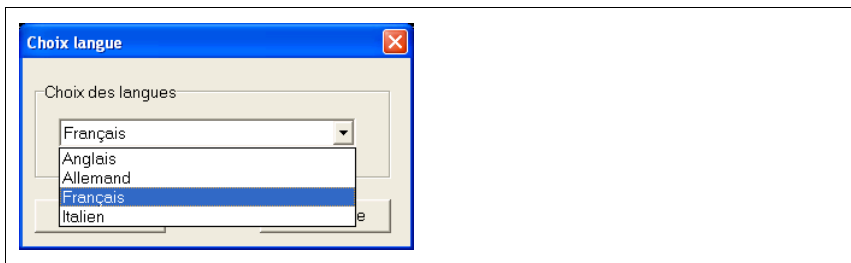 Choix langue
Choix des langues
Français
Anglais
Allemand
Français
Italien